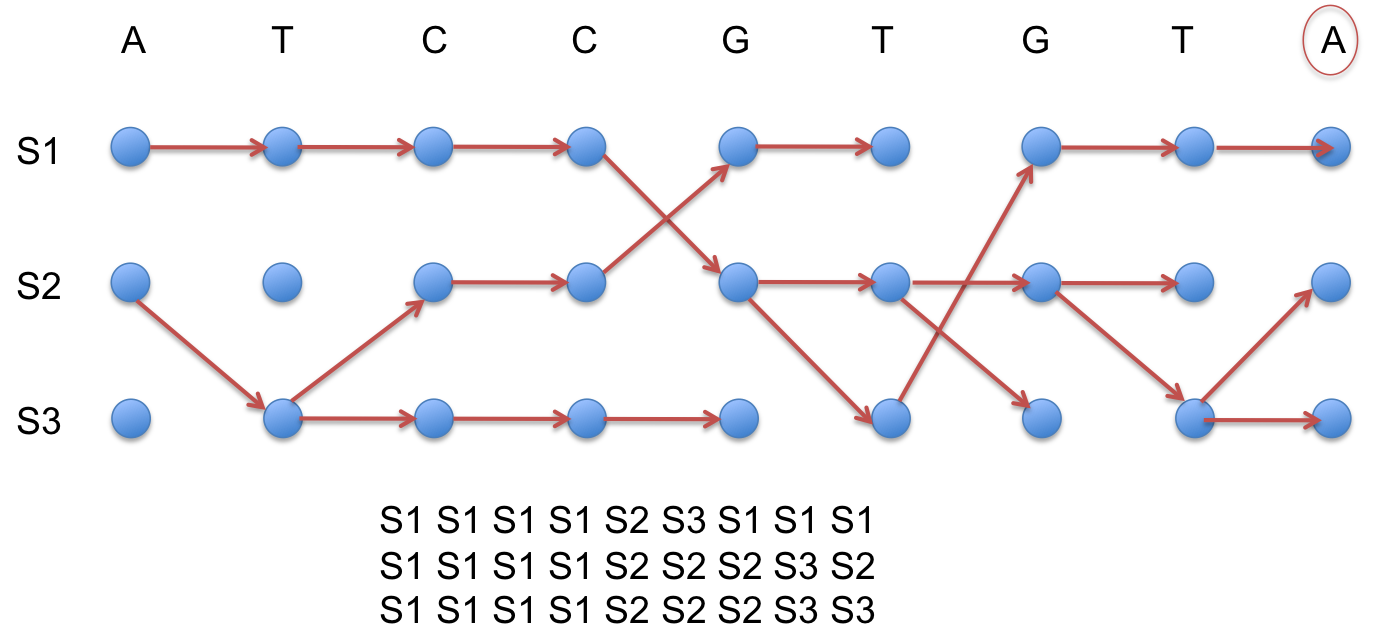 A T C C G T G T A
S1
S2
S3
S1 S1 S1 S1 S2 S3 S1 S1 S1
S1 S1 S1 S1 S2 S2 S2 S3 S2
S1 S1 S1 S1 S2 S2 S2 S3 S3